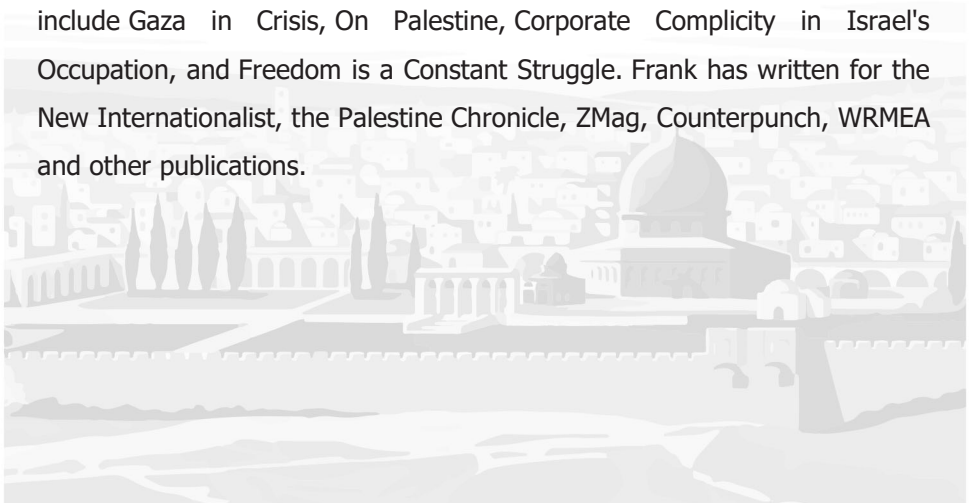 include Gaza in Crisis, On Palestine, Corporate Complicity in Israel's
Occupation, and Freedom is a Constant Struggle. Frank has written for the
New Internationalist, the Palestine Chronicle, ZMag, Counterpunch, WRMEA
and other publications.